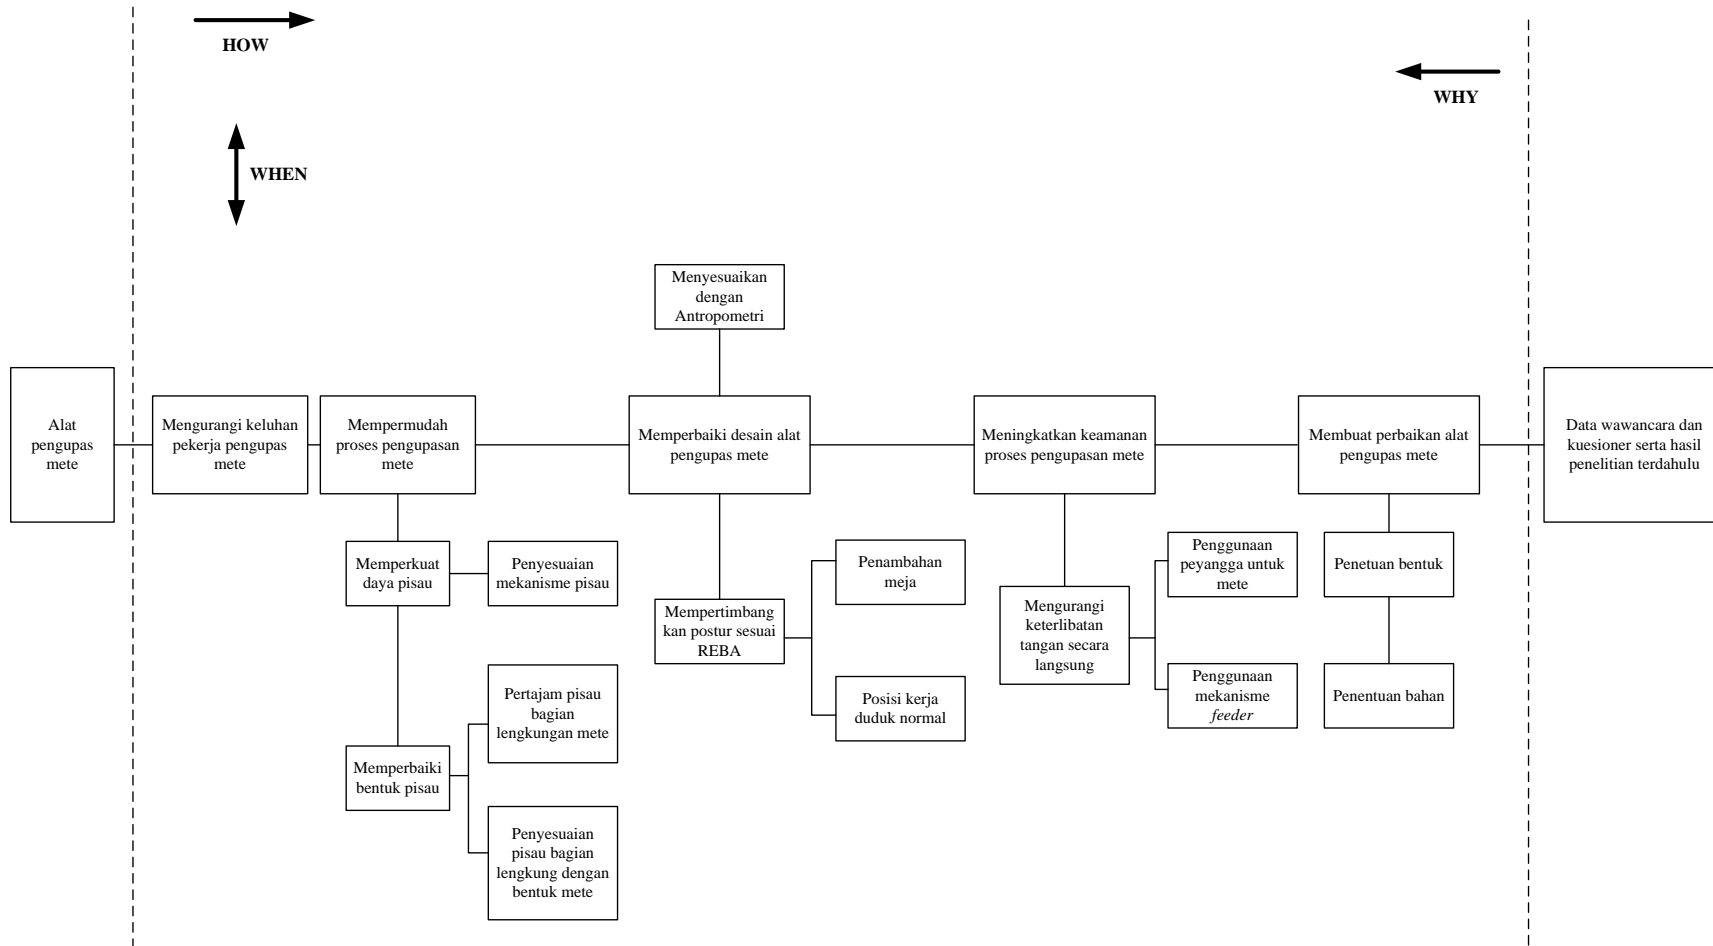 HOW
WHY
WHEN
Menyesuaikan
dengan
Antropometri
Alat
pengupas
mete
Mengurangi keluhan
pekerja pengupas
mete
Mempermudah
proses pengupasan
mete
Memperbaiki desain alat
pengupas mete
Meningkatkan keamanan
proses pengupasan mete
Membuat perbaikan alat
pengupas mete
Data wawancara dan
kuesioner serta hasil
penelitian terdahulu
Memperkuat
daya pisau
Penyesuaian
mekanisme pisau
Memperbaiki
bentuk pisau
Pertajam pisau
bagian
lengkungan mete
Penyesuaian
pisau bagian
lengkung dengan
bentuk mete
Mempertimbang
kan postur sesuai
REBA
Penambahan
meja
Posisi kerja
duduk normal
Mengurangi
keterlibatan
tangan secara
langsung
Penggunaan
peyangga untuk
mete
Penggunaan
mekanisme
feeder
Penetuan bentuk
Penentuan bahan